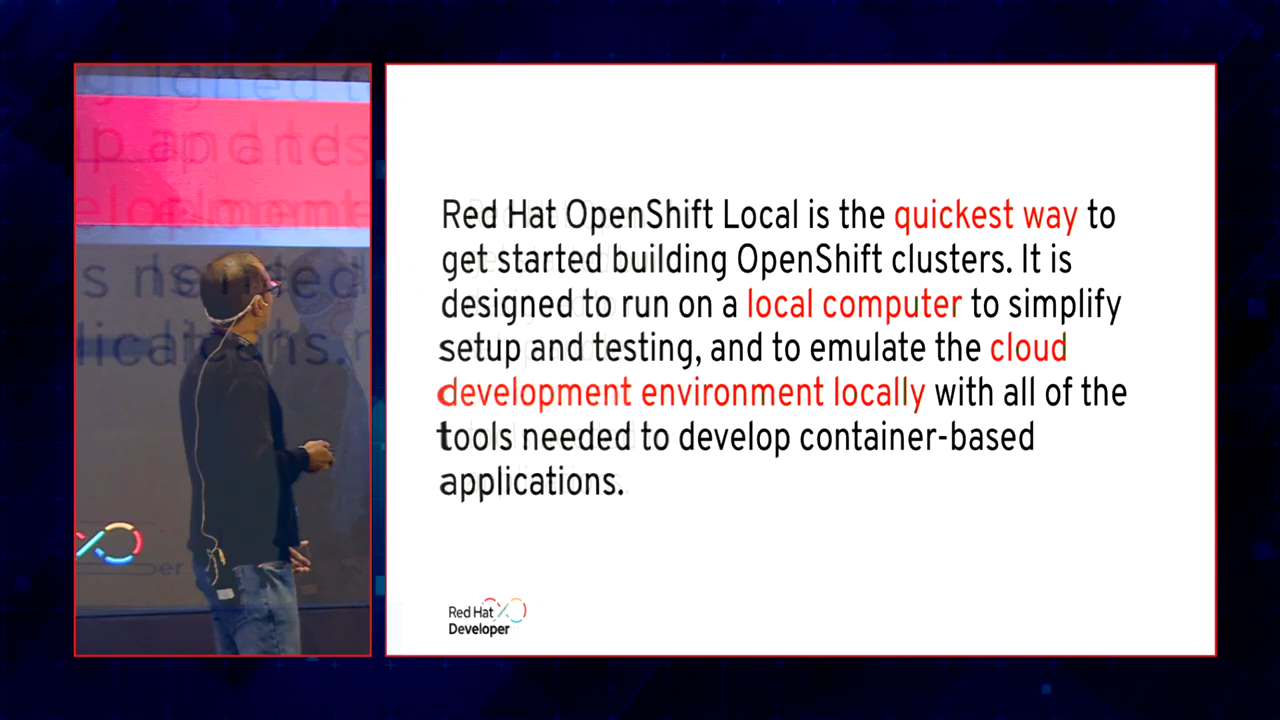 Red Hat OpenShift Local is the quickest way to
get started building OpenShift clusters. It is
designed to run on a local computer to simplify
setup and testing, and to emulate the cloud
development environment locally with all of the
tools needed to develop container-based
applications.
Red Hat
Developer